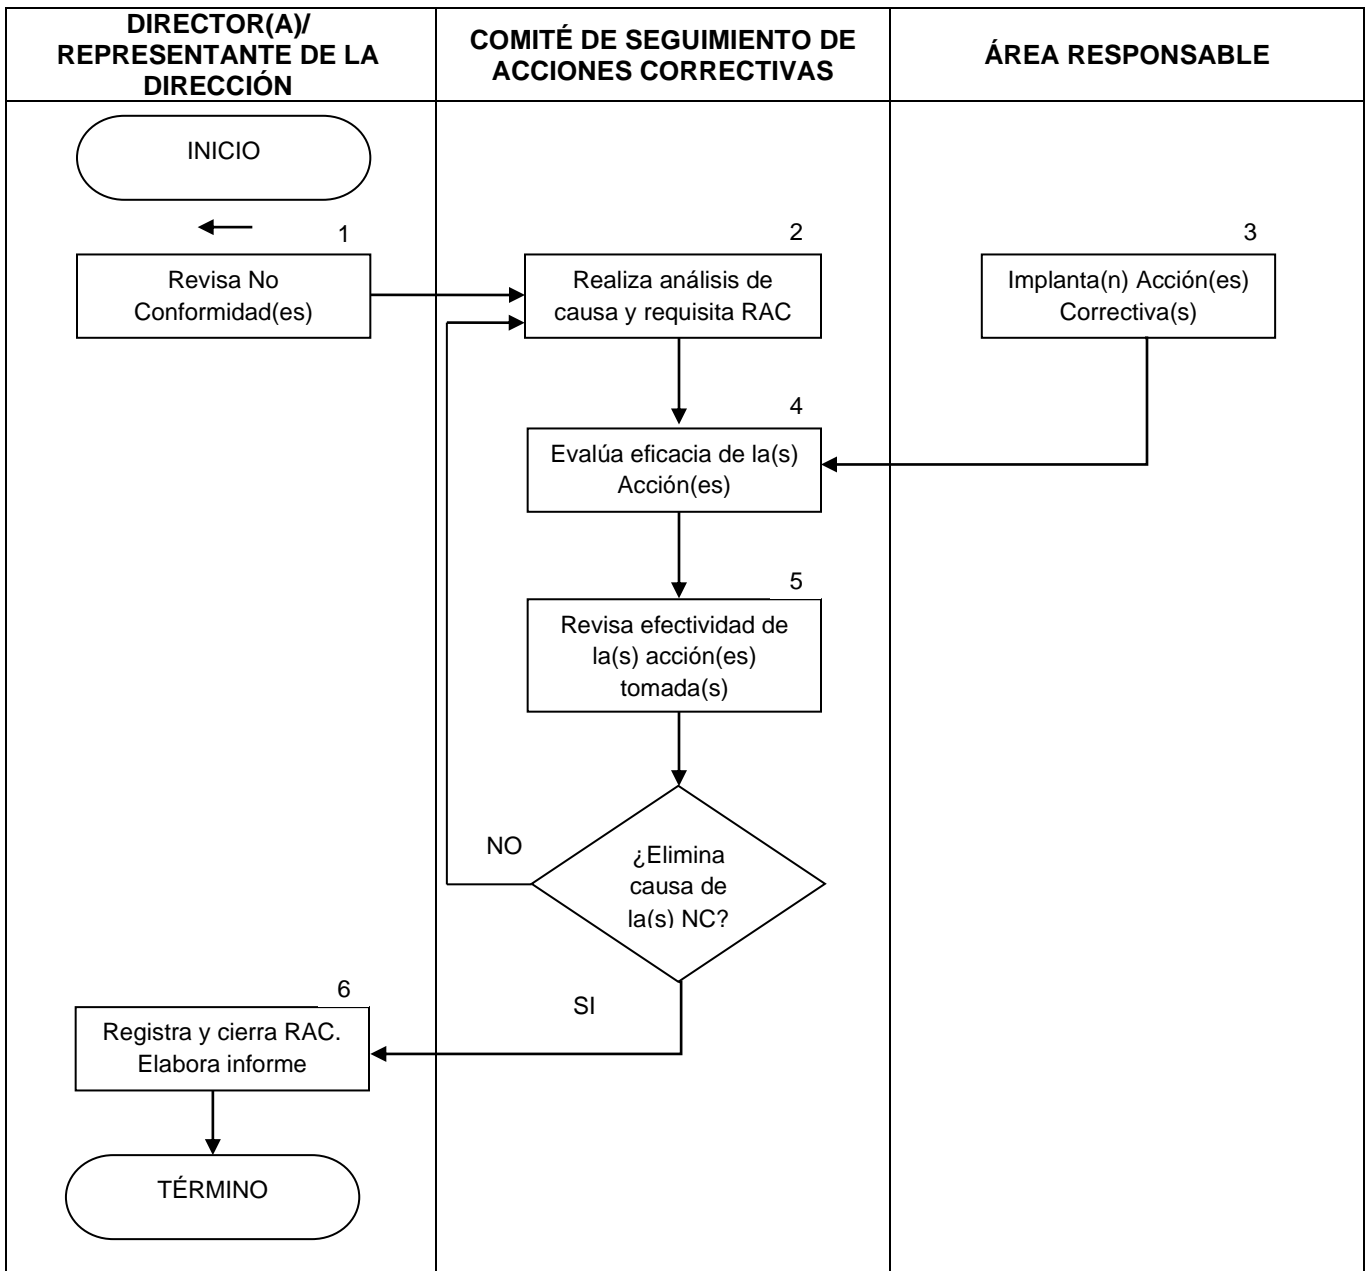 DIRECTOR(A)/
REPRESENTANTE DE LA
DIRECCIÓN
COMITÉ DE SEGUIMIENTO DE
ACCIONES CORRECTIVAS
ÁREA RESPONSABLE
INICIO
1
Revisa No
Conformidad(es)
2
Realiza análisis de
causa y requisita RAC
3
Implanta(n) Acción(es)
Correctiva(s)
4
Evalúa eficacia de la(s)
Acción(es)
5
Revisa efectividad de
la(s) acción(es)
tomada(s)
NO
¿Elimina
causa de
la(s) NC?
SI
6
Registra y cierra RAC.
Elabora informe
TÉRMINO